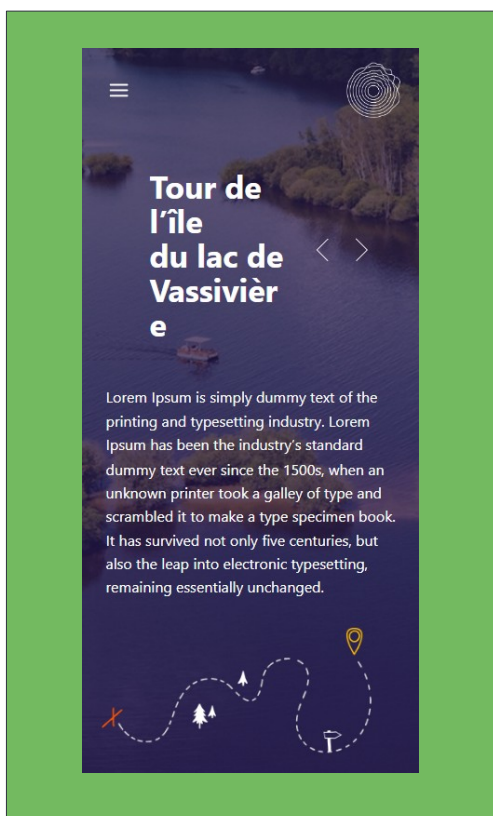 Tour de
l’île
du lac de
Vassivièr
e
Lorem Ipsum is simply dummy text of the
printing and typesetting industry. Lorem
Ipsum has been the industry's standard
dummy text ever since the 1500s, when an
unknown printer took a galley of type and
scrambled it to make a type specimen book.
It has survived not only five centuries, but
also the leap into electronic typesetting,
remaining essentially unchanged.